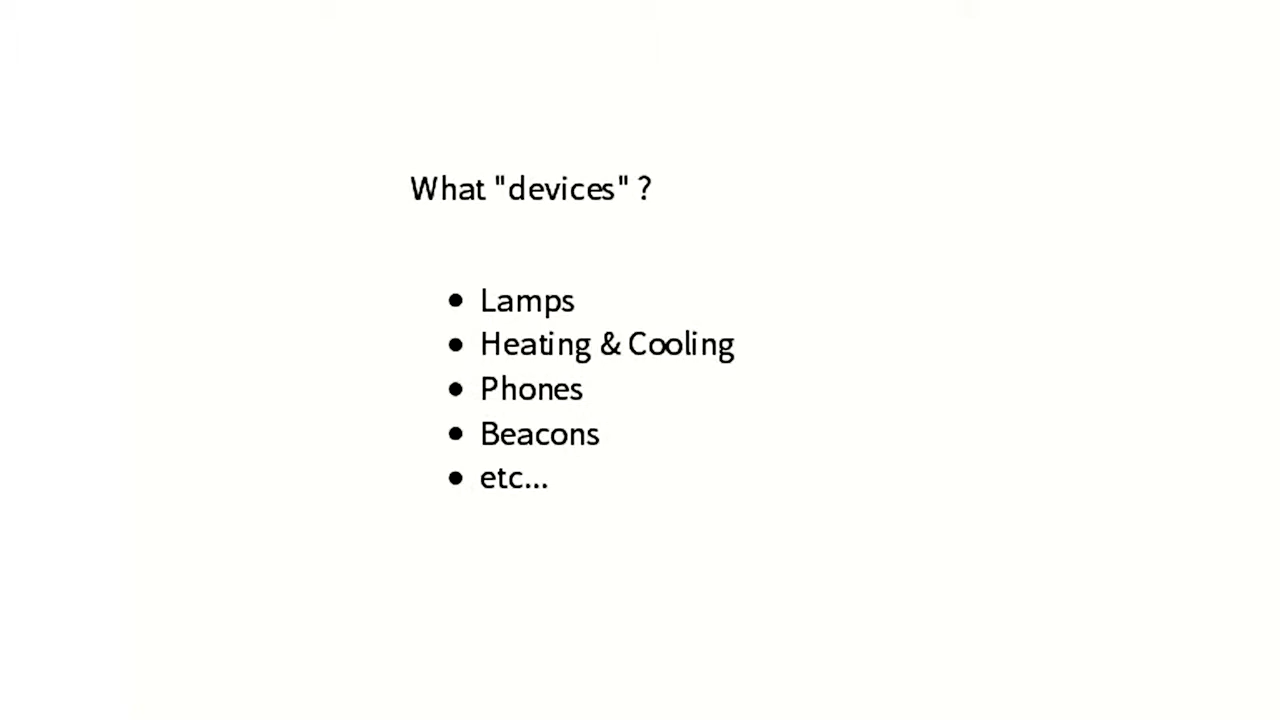 What "devices" ?
• Lamps
• Heating & Cooling
• Phones
• Beacons
• etc...